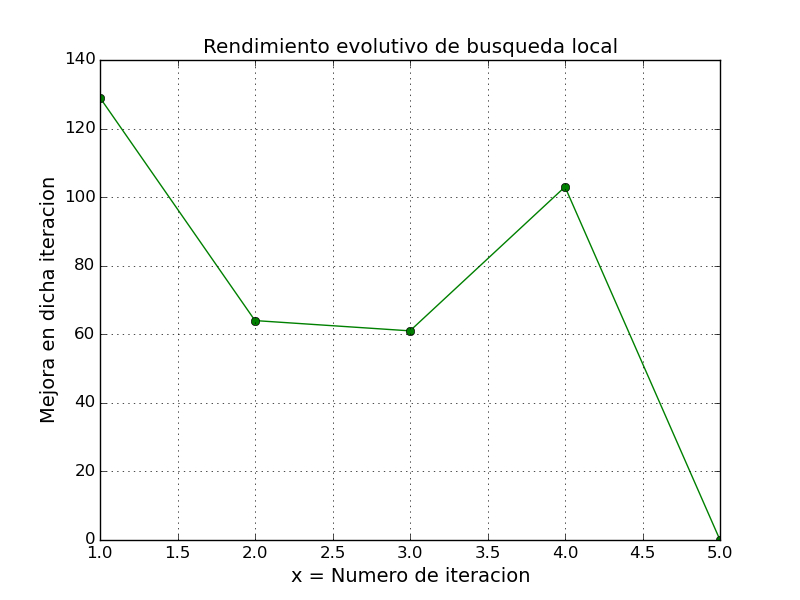 Rendimiento evolutivo de busqueda local
140
120
100
80
60
40
20
0
Mejora en dicha iteracion
1.0 1.5 2.0 2.5 3.0 3.5 4.0 4.5 5.0
x = Numero de iteracion